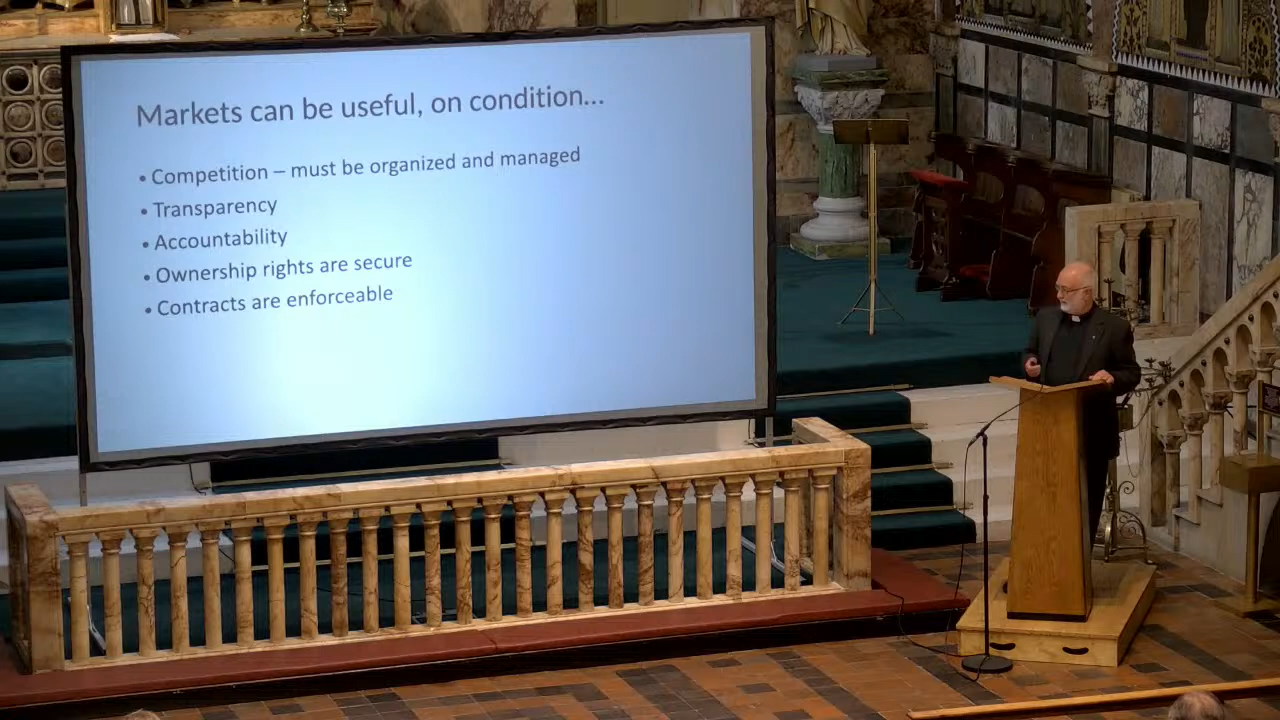 Markets can be useful, on condition...
• Competition – must be organized and managed
• Transparency
• Accountability
• Ownership rights are secure
• Contracts are enforceable